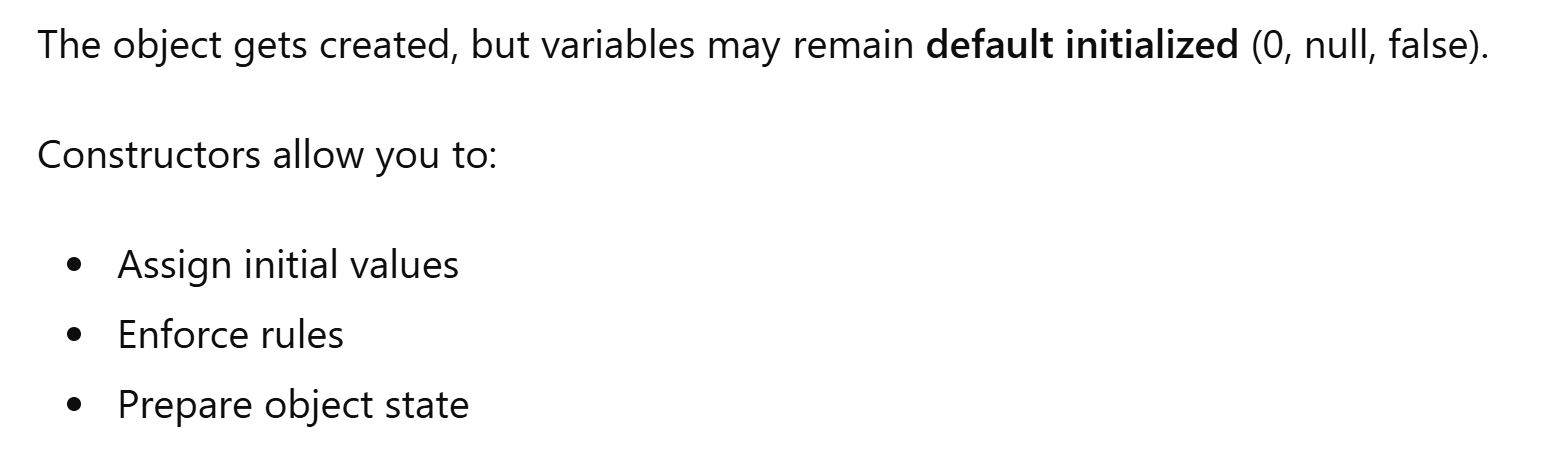 The object gets created, but variables may remain default initialized (0, null, false).
Constructors allow you to:
• Assign initial values
• Enforce rules
• Prepare object state